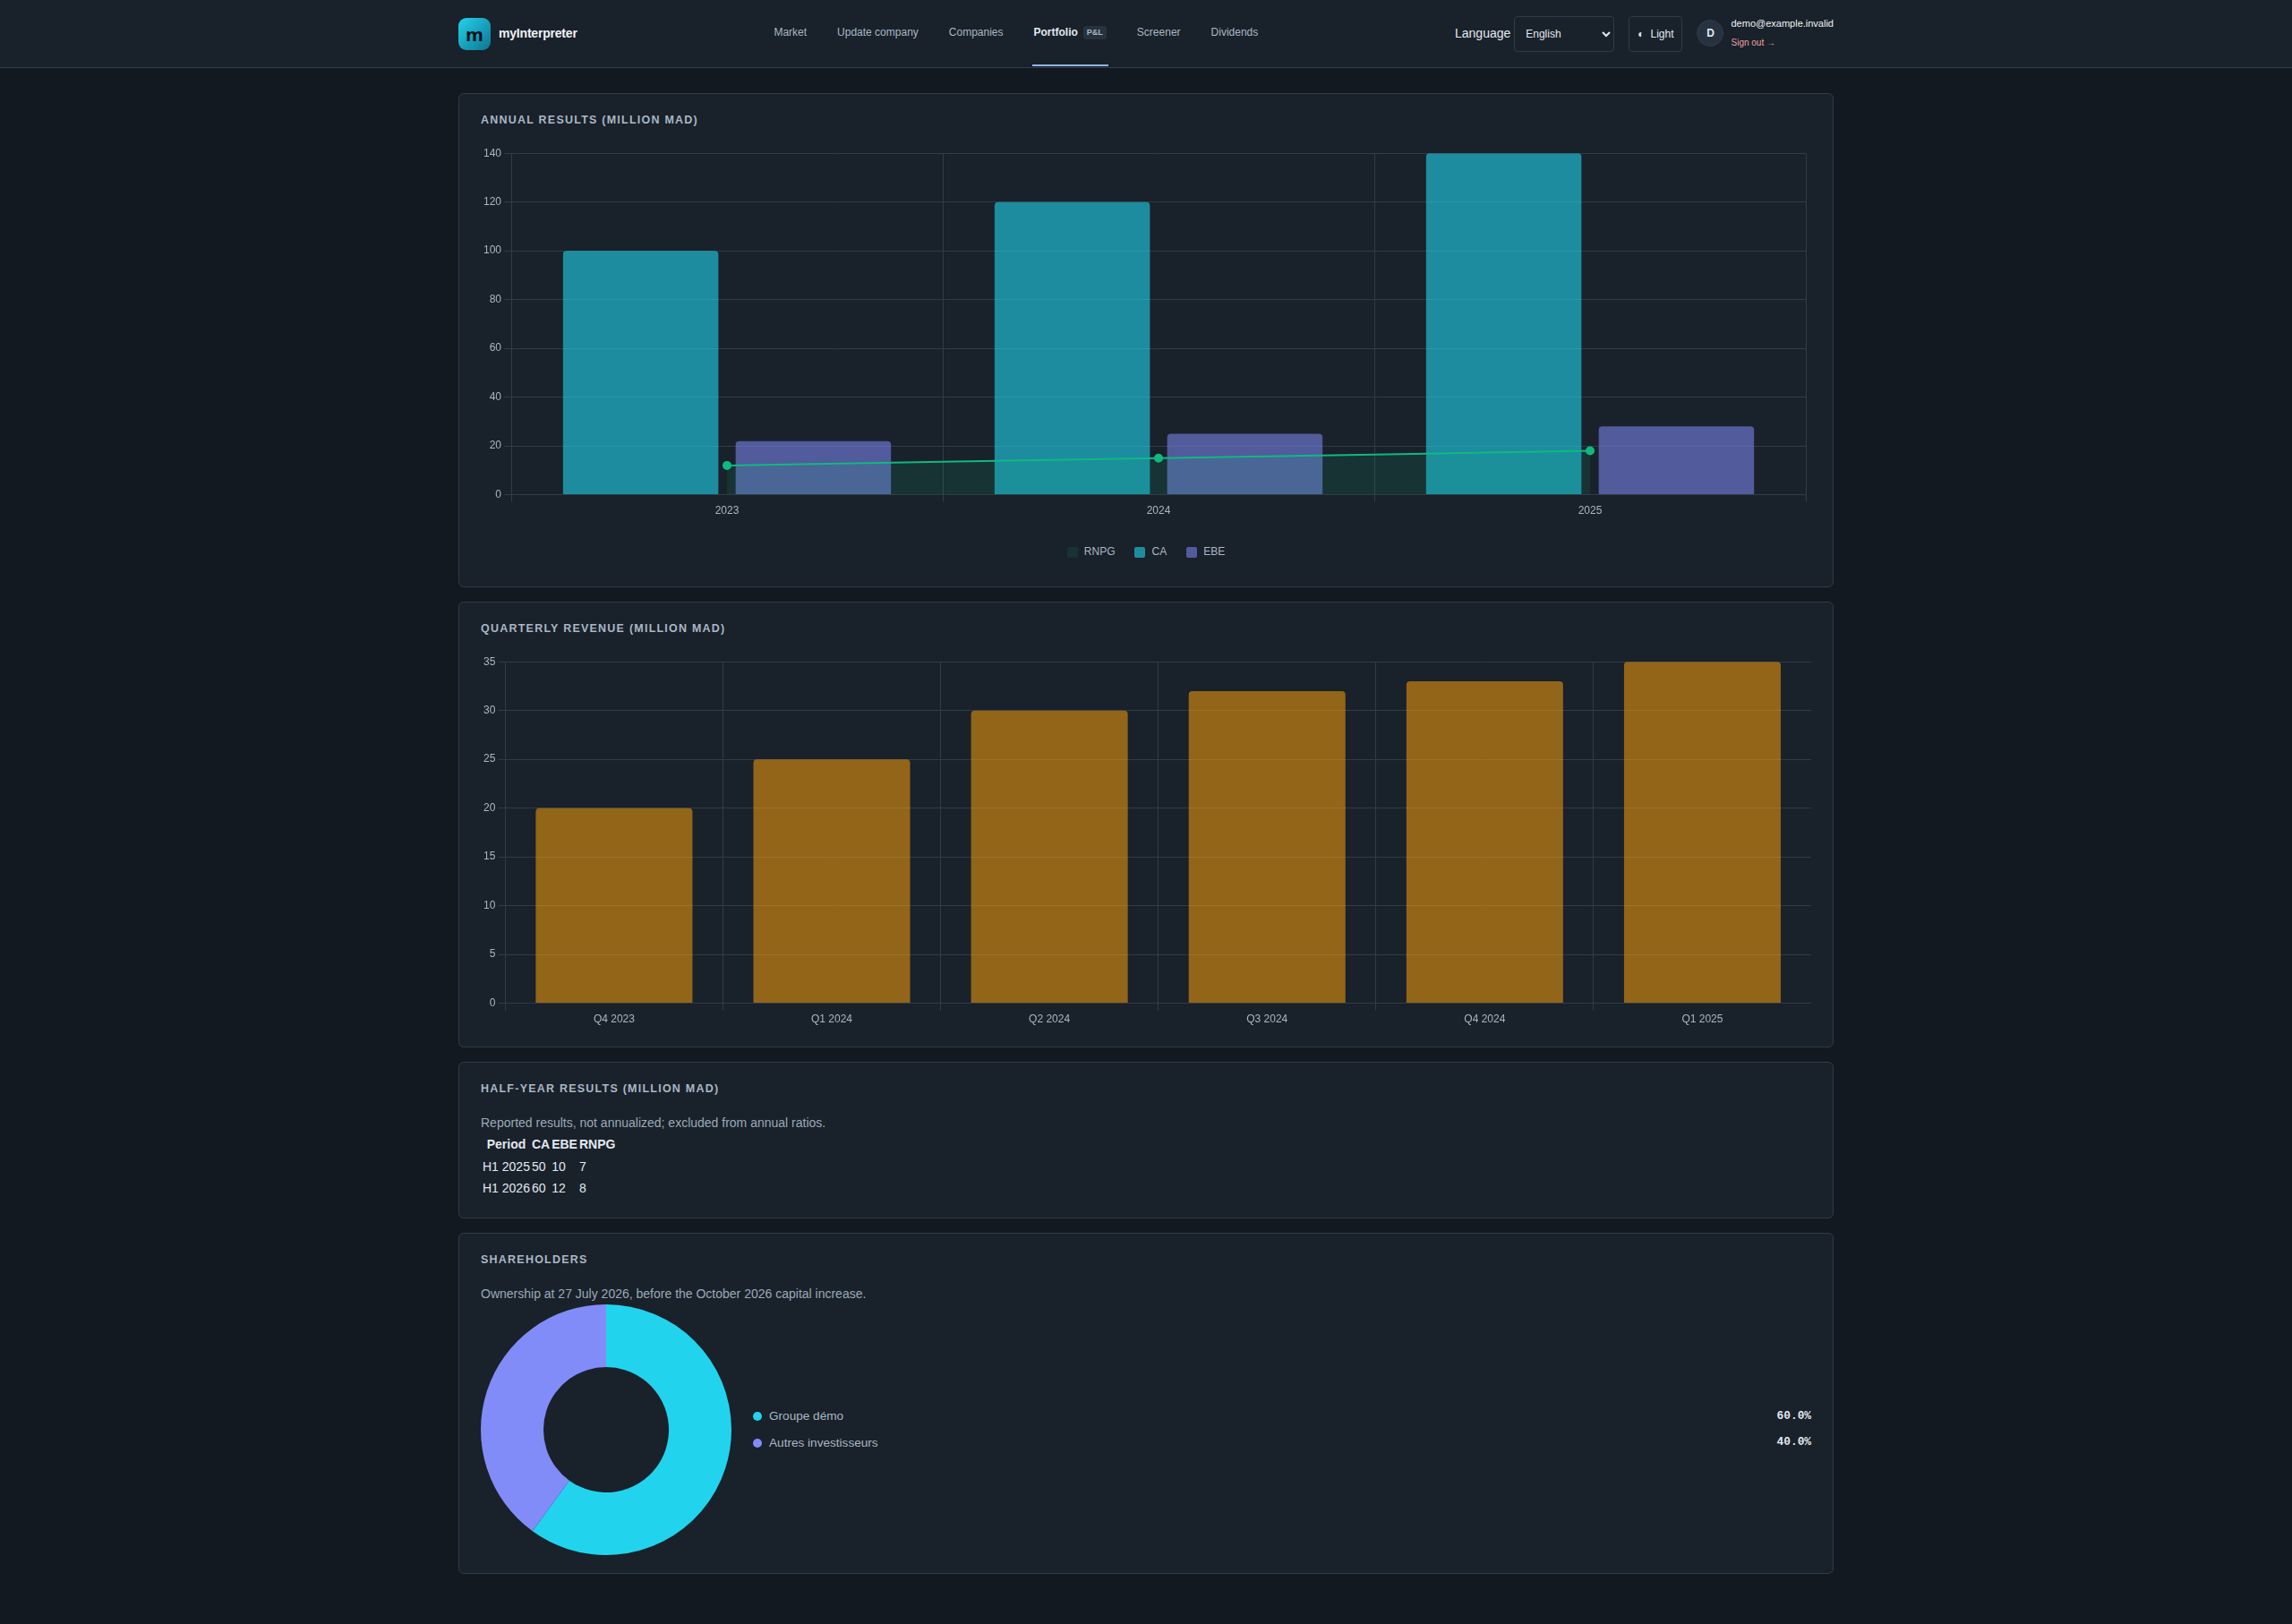 m myInterpreter Market Update company Companies Portfolio P&L Screener Dividends Language English Light D demo@example.invalid
Sign out →
ANNUAL RESULTS (MILLION MAD)
140
120
100
80
60
40
20
0
2023 2024 2025
RNPG CA EBE
QUARTERLY REVENUE (MILLION MAD)
35
30
25
20
15
10
5
0
Q4 2023 Q1 2024 Q2 2024 Q3 2024 Q4 2024 Q1 2025
HALF-YEAR RESULTS (MILLION MAD)
Reported results, not annualized; excluded from annual ratios.
Period CA EBE RNPG
H1 2025 50 10 7
H1 2026 60 12 8
SHAREHOLDERS
Ownership at 27 July 2026, before the October 2026 capital increase.
Groupe démo 60.0%
Autres investisseurs 40.0%